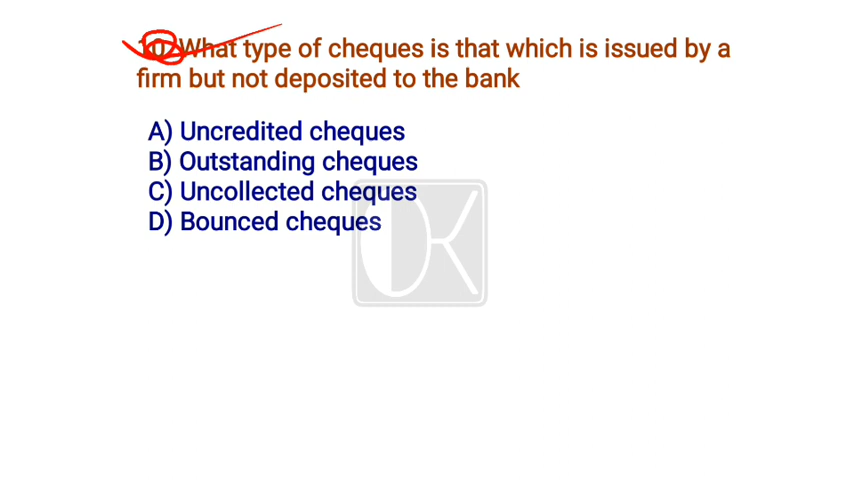 10. What type of cheques is that which is issued by a
firm but not deposited to the bank
A) Uncredited cheques
B) Outstanding cheques
C) Uncollected cheques
D) Bounced cheques